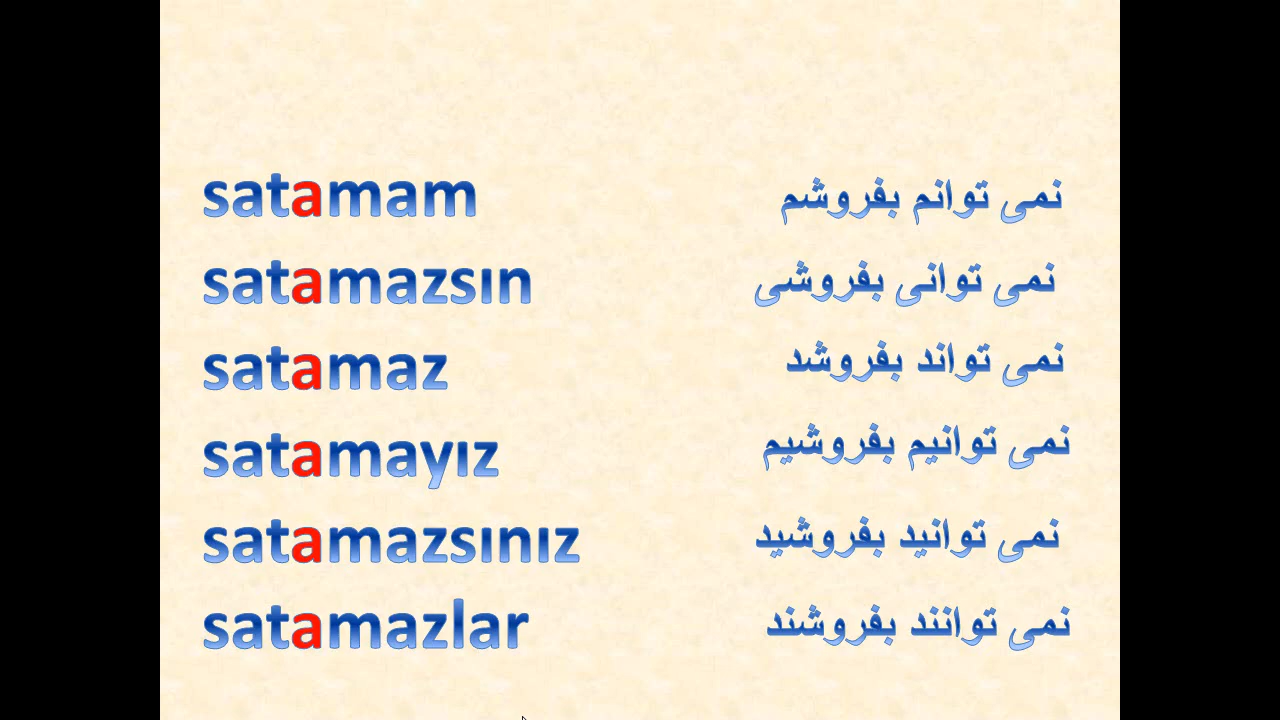 satamam نمی توانم بفروشم
satamazsın نمی توانی بفروشی
satamaz نمی تواند بفروشد
satamayız نمی توانیم بفروشیم
satamazsınız نمی توانید بفروشید
satamazlar نمی توانند بفروشند